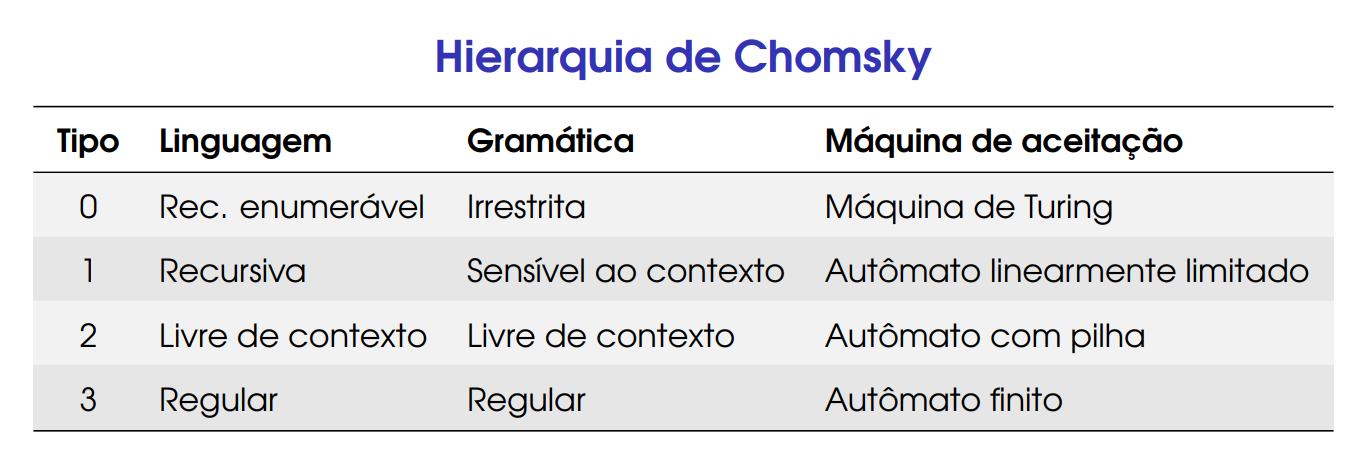 Hierarquia de Chomsky
Tipo Linguagem Gramática Máquina de aceitação
0 Rec. enumerável Irrestrita Máquina de Turing
1 Recursiva Sensível ao contexto Autômato linearmente limitado
2 Livre de contexto Livre de contexto Autômato com pilha
3 Regular Regular Autômato finito